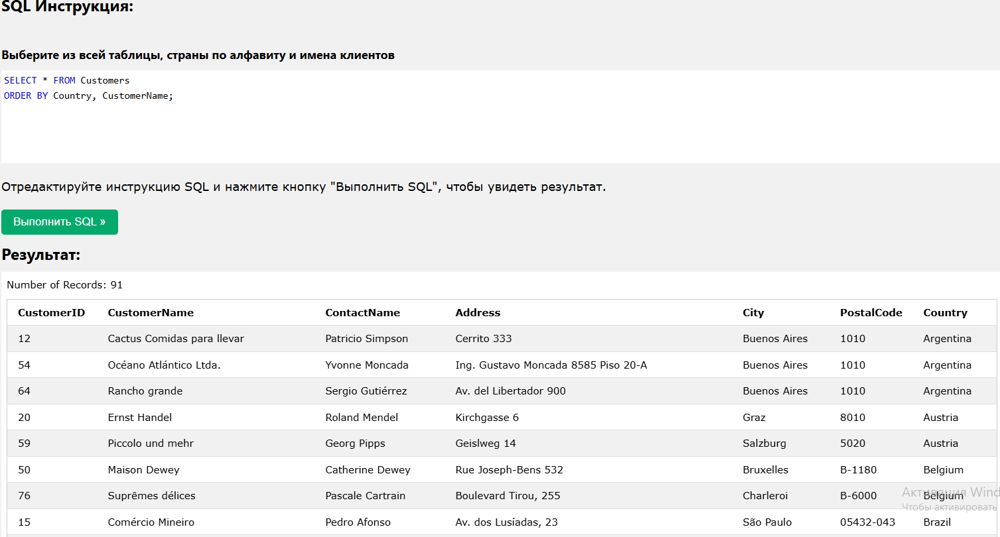 SQL Инструкция:
Выберите из всей таблицы, страны по алфавиту и имена клиентов
SELECT * FROM Customers
ORDER BY Country, CustomerName;
Отредактируйте инструкцию SQL и нажмите кнопку "Выполнить SQL", чтобы увидеть результат.
Выполнить SQL »
Результат:
Number of Records: 91
CustomerID CustomerName ContactName Address City PostalCode Country
12 Cactus Comidas para llevar Patricio Simpson Cerrito 333 Buenos Aires 1010 Argentina
54 Océano Atlántico Ltda. Yvonne Moncada Ing. Gustavo Moncada 8585 Piso 20-A Buenos Aires 1010 Argentina
64 Rancho grande Sergio Gutiérrez Av. del Libertador 900 Buenos Aires 1010 Argentina
20 Ernst Handel Roland Mendel Kirchgasse 6 Graz 8010 Austria
59 Piccolo und mehr Georg Pipps Geislweg 14 Salzburg 5020 Austria
50 Maison Dewey Catherine Dewey Rue Joseph-Bens 532 Bruxelles B-1180 Belgium
76 Suprêmes délices Pascale Cartrain Boulevard Tirou, 255 Charleroi B-6000 Belgium
Активация Wind
Чтобы активировать
15 Comércio Mineiro Pedro Afonso Av. dos Lusíadas, 23 São Paulo 05432-043 Brazil